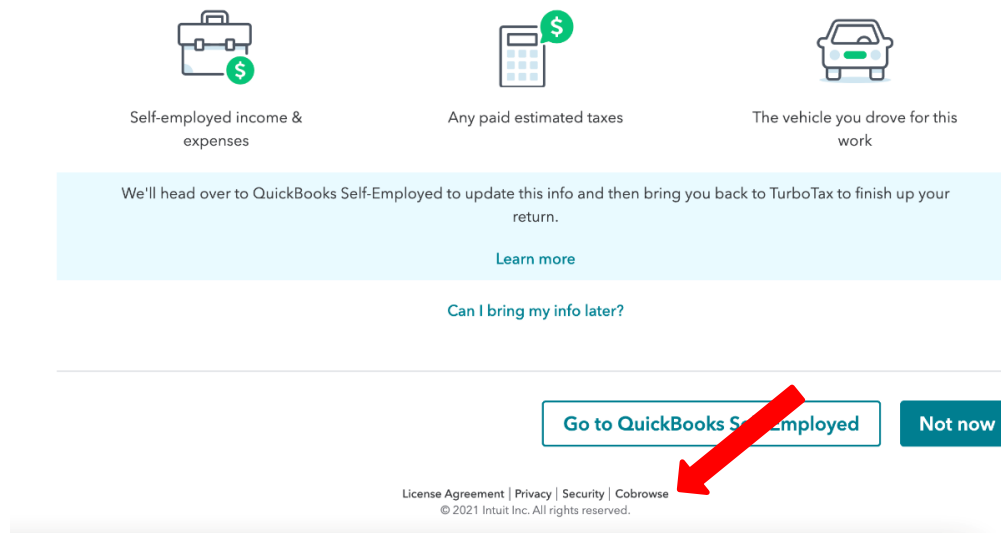 $
$
Self-employed income &
expenses
Any paid estimated taxes
The vehicle you drove for this
work
We'll head over to QuickBooks Self-Employed to update this info and then bring you back to TurboTax to finish up your
return.
Learn more
Can I bring my info later?
Go to QuickBooks Self-Employed
Not now
License Agreement | Privacy | Security | Cobrowse
© 2021 Intuit Inc. All rights reserved.